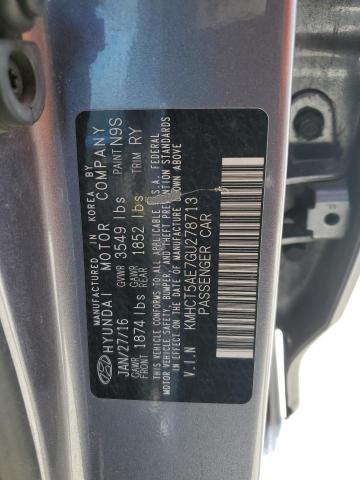 MANUFACTURED IN KOREA BY
HYUNDAI MOTOR COMPANY
JAN/27/16 GVWR 3549 lbs PAINT N9S
GAWR FRONT 1874 lbs GAWR REAR 1852 lbs TRIM RY
THIS VEHICLE CONFORMS TO ALL APPLICABLE U.S.A. FEDERAL
MOTOR VEHICLE SAFETY, BUMPER, AND THEFT PREVENTION STANDARDS
IN EFFECT ON THE DATE OF MANUFACTURE SHOWN ABOVE
V.I.N KMHCT5AE7GU278713
PASSENGER CAR